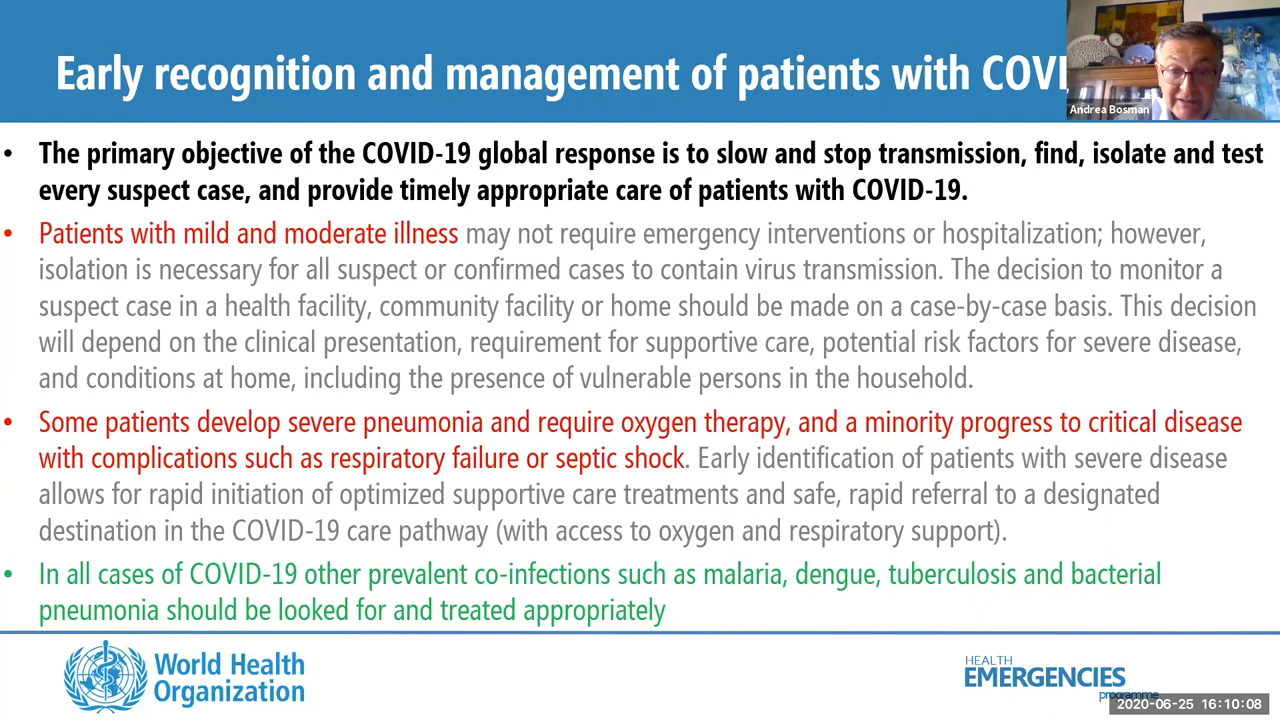 Early recognition and management of patients with COVI
Andrea Bosman
• The primary objective of the COVID-19 global response is to slow and stop transmission, find, isolate and test
every suspect case, and provide timely appropriate care of patients with COVID-19.
• Patients with mild and moderate illness may not require emergency interventions or hospitalization; however,
isolation is necessary for all suspect or confirmed cases to contain virus transmission. The decision to monitor a
suspect case in a health facility, community facility or home should be made on a case-by-case basis. This decision
will depend on the clinical presentation, requirement for supportive care, potential risk factors for severe disease,
and conditions at home, including the presence of vulnerable persons in the household.
• Some patients develop severe pneumonia and require oxygen therapy, and a minority progress to critical disease
with complications such as respiratory failure or septic shock. Early identification of patients with severe disease
allows for rapid initiation of optimized supportive care treatments and safe, rapid referral to a designated
destination in the COVID-19 care pathway (with access to oxygen and respiratory support).
• In all cases of COVID-19 other prevalent co-infections such as malaria, dengue, tuberculosis and bacterial
pneumonia should be looked for and treated appropriately
World Health
Organization
HEALTH
EMERGENCIES
programme
2020-06-25 16:10:08